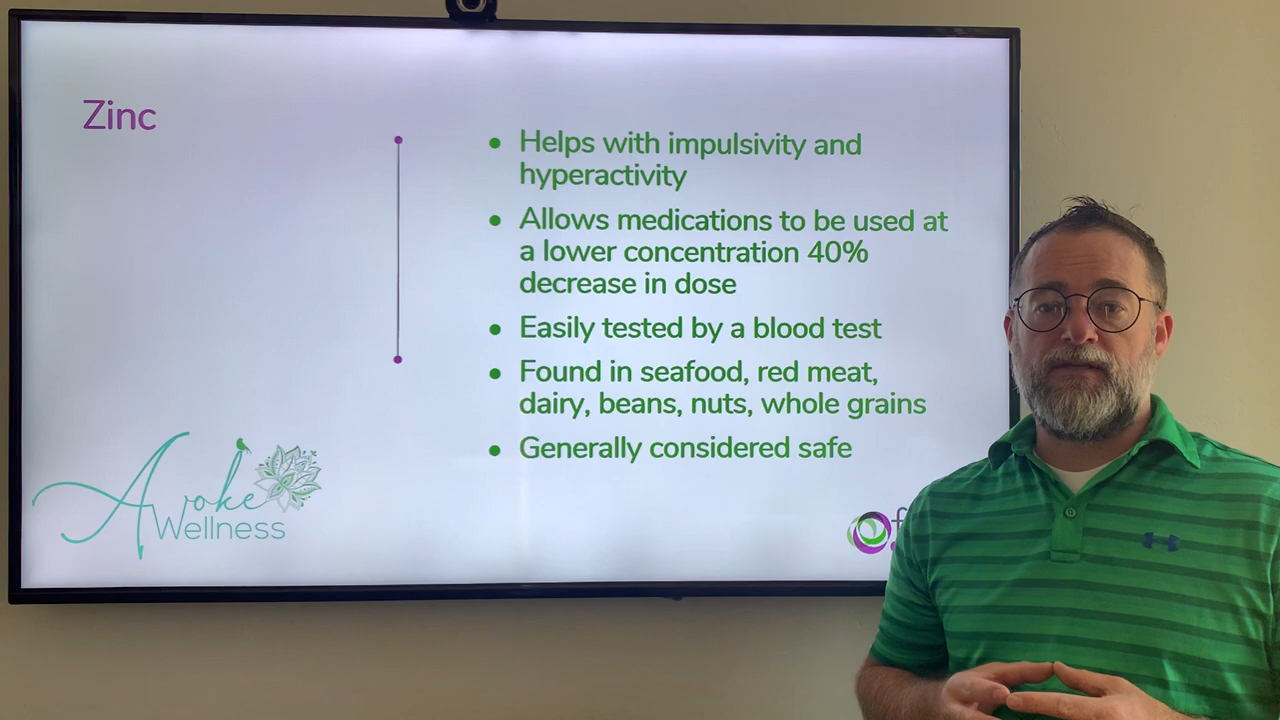 Zinc
• Helps with impulsivity and
hyperactivity
• Allows medications to be used at
a lower concentration 40%
decrease in dose
• Easily tested by a blood test
• Found in seafood, red meat,
dairy, beans, nuts, whole grains
• Generally considered safe
Awoke
Wellness